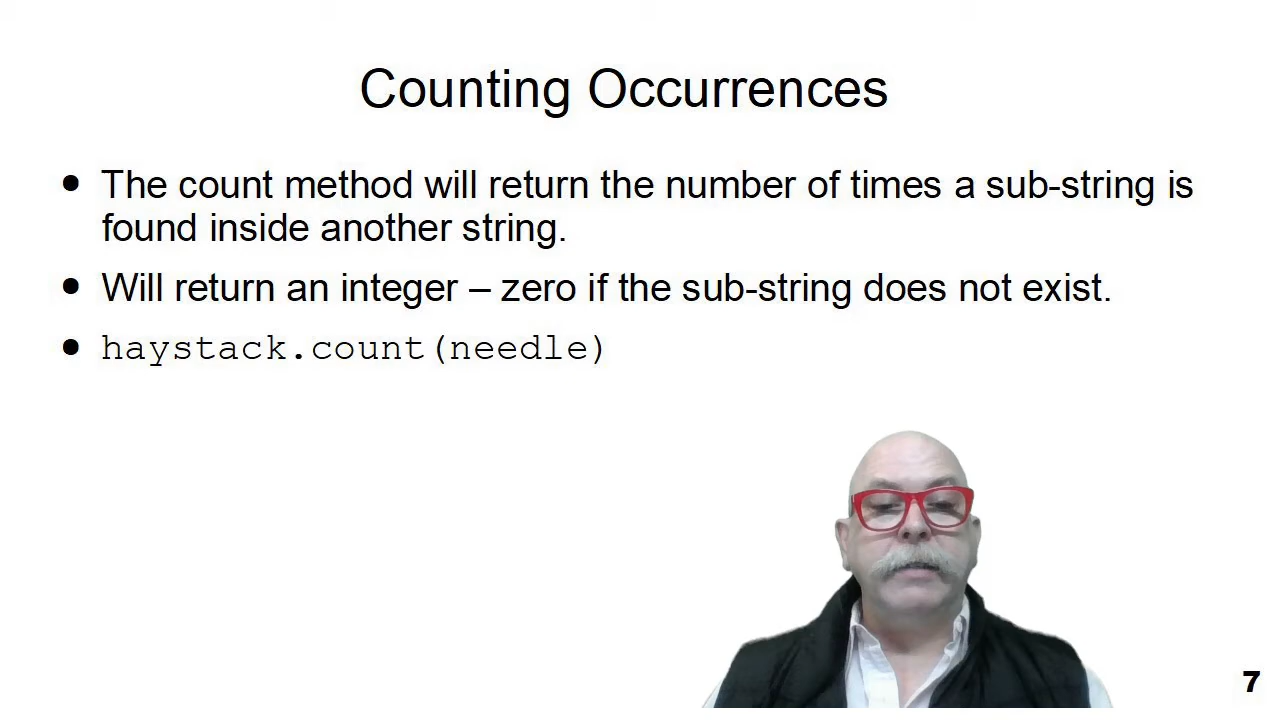 Counting Occurrences
● The count method will return the number of times a sub-string is
found inside another string.
● Will return an integer – zero if the sub-string does not exist.
● haystack.count(needle)
7